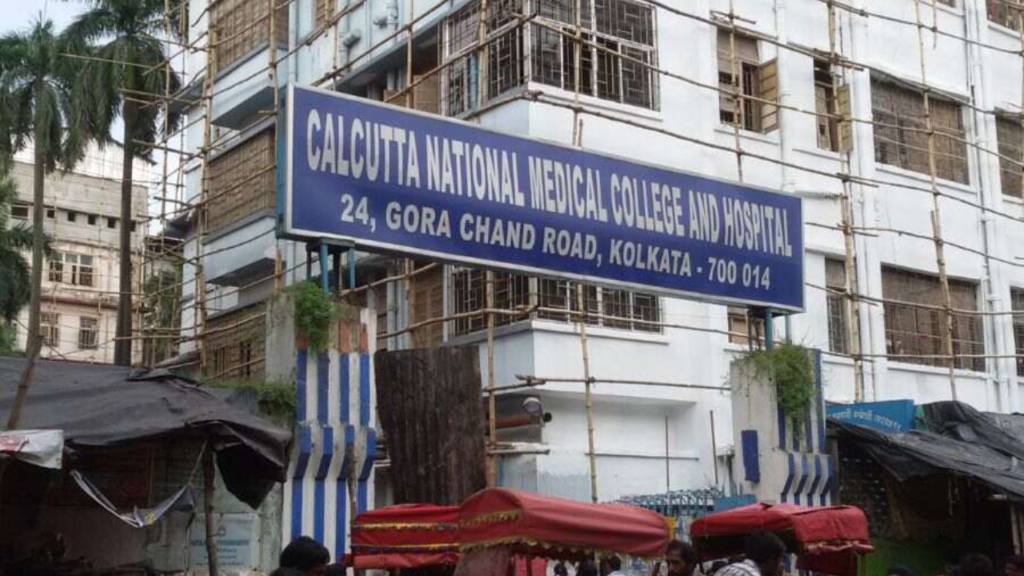 CALCUTTA NATIONAL MEDICAL COLLEGE AND HOSPITAL
24, GORA CHAND ROAD, KOLKATA - 700 014